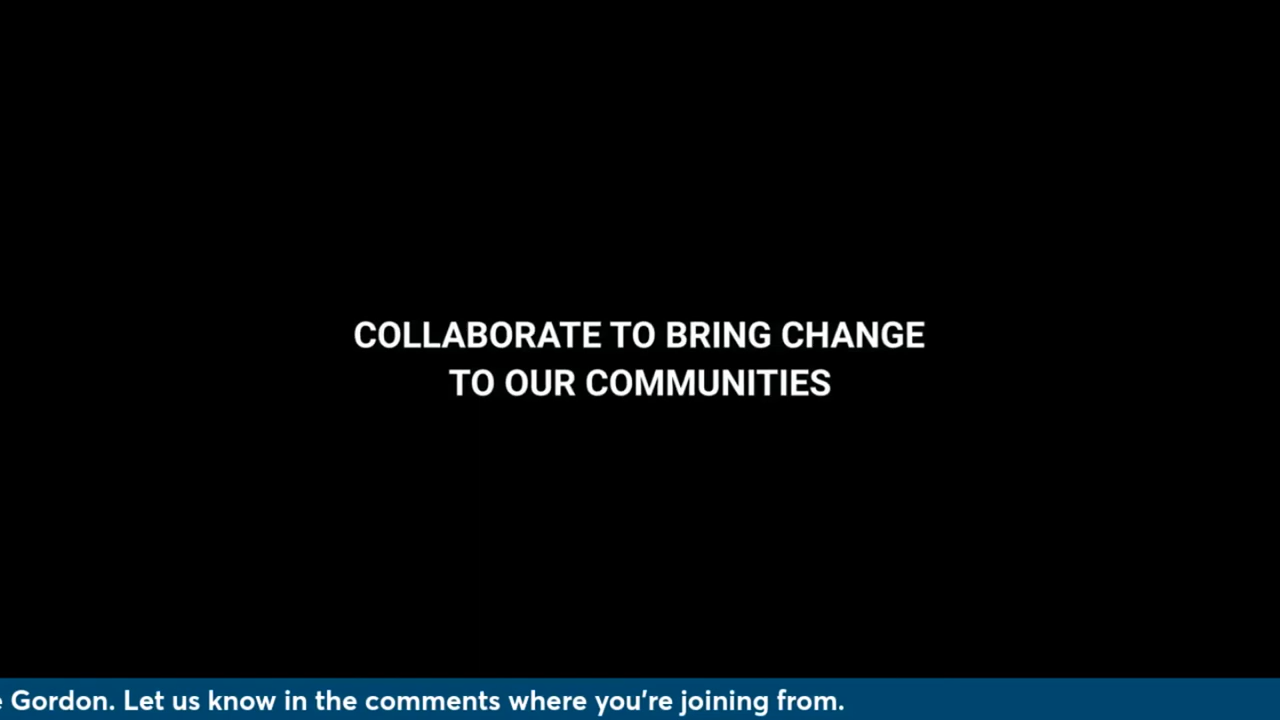 COLLABORATE TO BRING CHANGE
TO OUR COMMUNITIES
Gordon. Let us know in the comments where you're joining from.